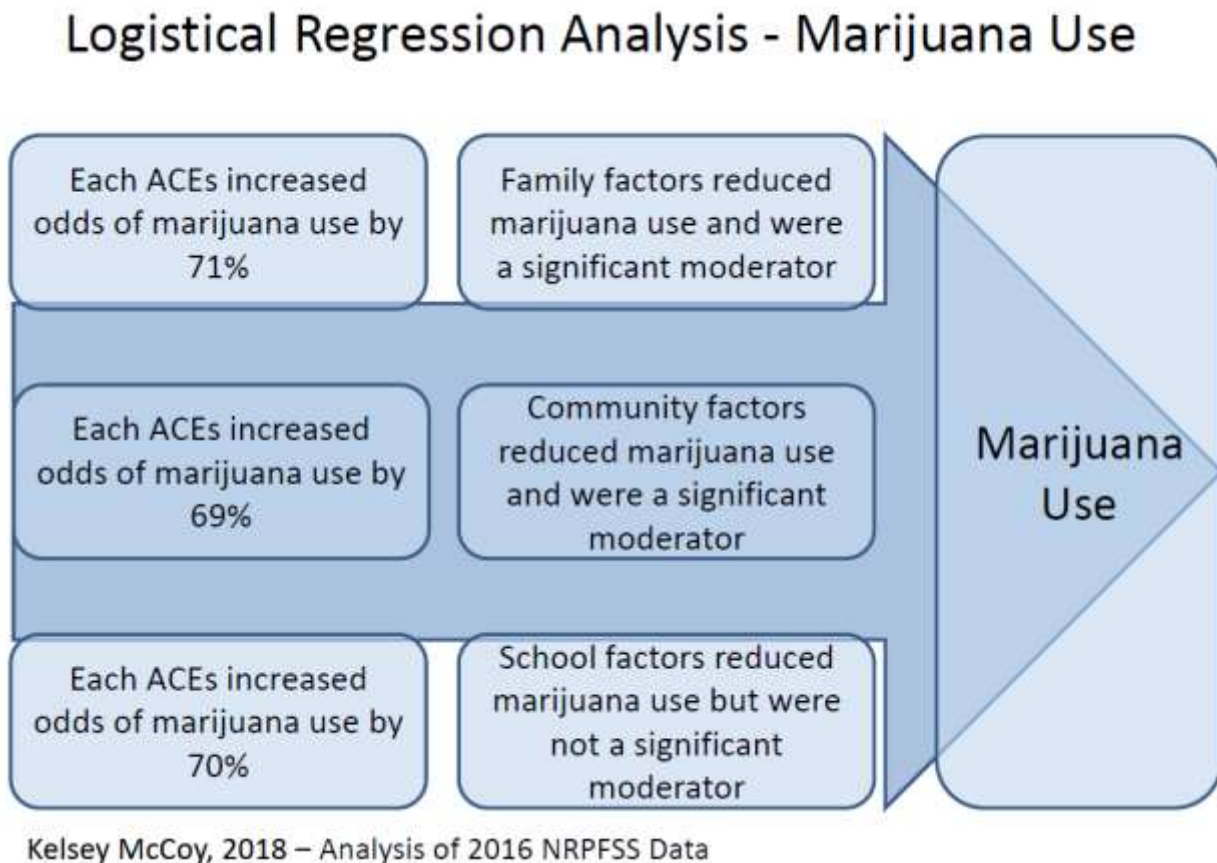 Logistical Regression Analysis - Marijuana Use
Each ACEs increased
odds of marijuana use by
71%
Family factors reduced
marijuana use and were
a significant moderator
Each ACEs increased
odds of marijuana use by
69%
Community factors
reduced marijuana use
and were a significant
moderator
Each ACEs increased
odds of marijuana use by
70%
School factors reduced
marijuana use but were
not a significant
moderator
Marijuana
Use
Kelsey McCoy, 2018 – Analysis of 2016 NRPFSS Data